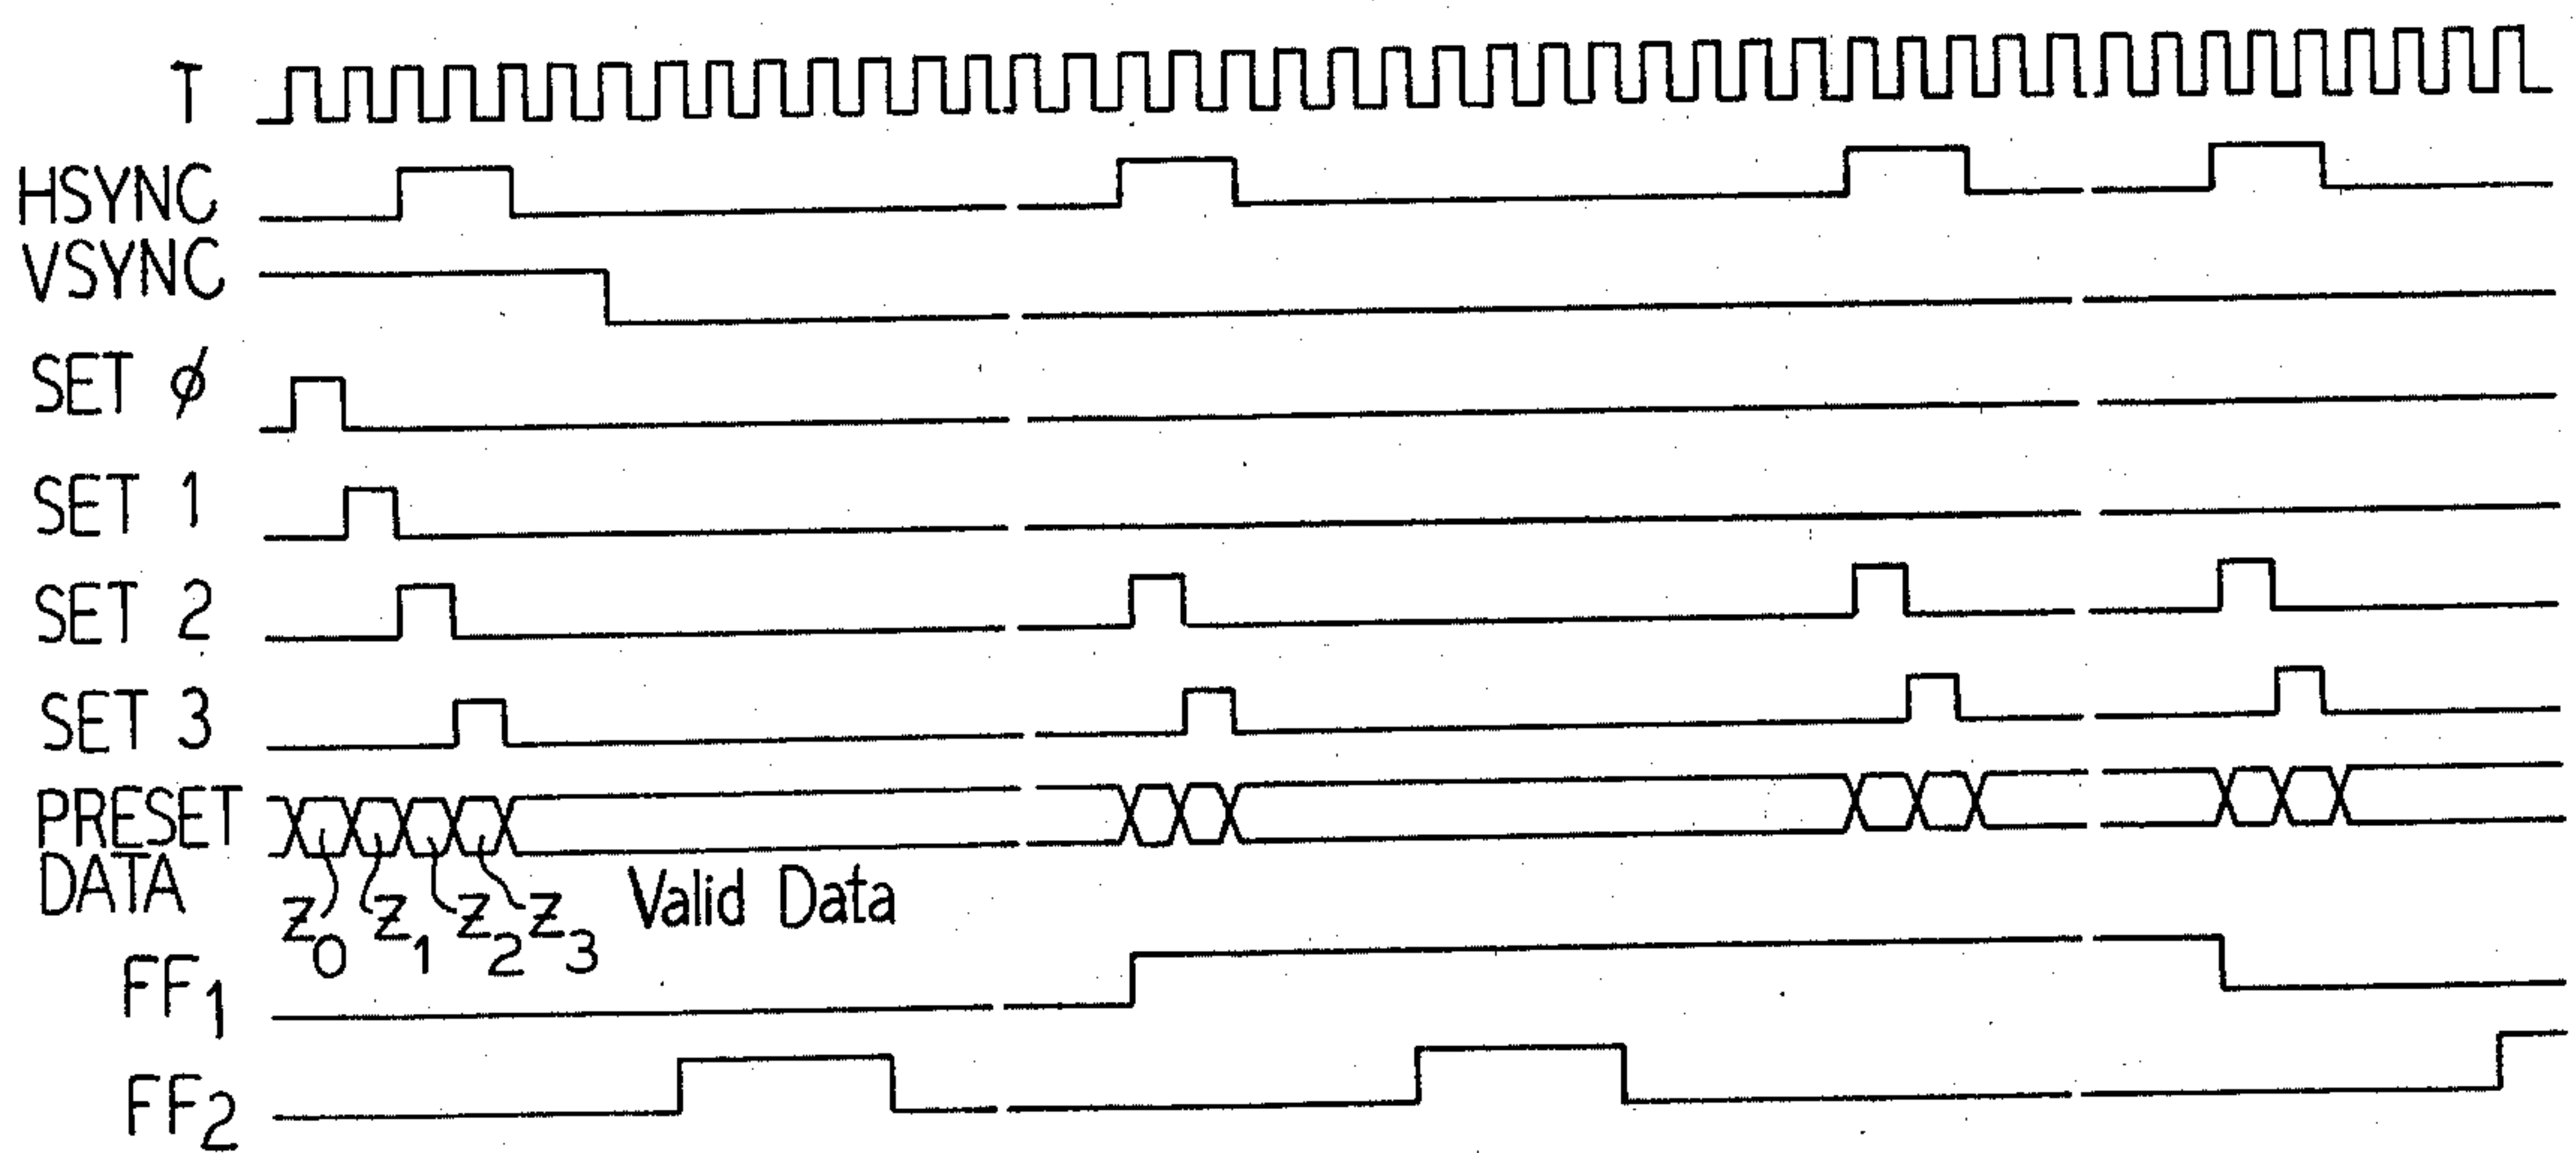 T
HSYNC
VSYNC
SET ϕ
SET 1
SET 2
SET 3
PRESET
DATA
Z0 Z1 Z2 Z3 Valid Data
FF1
FF2